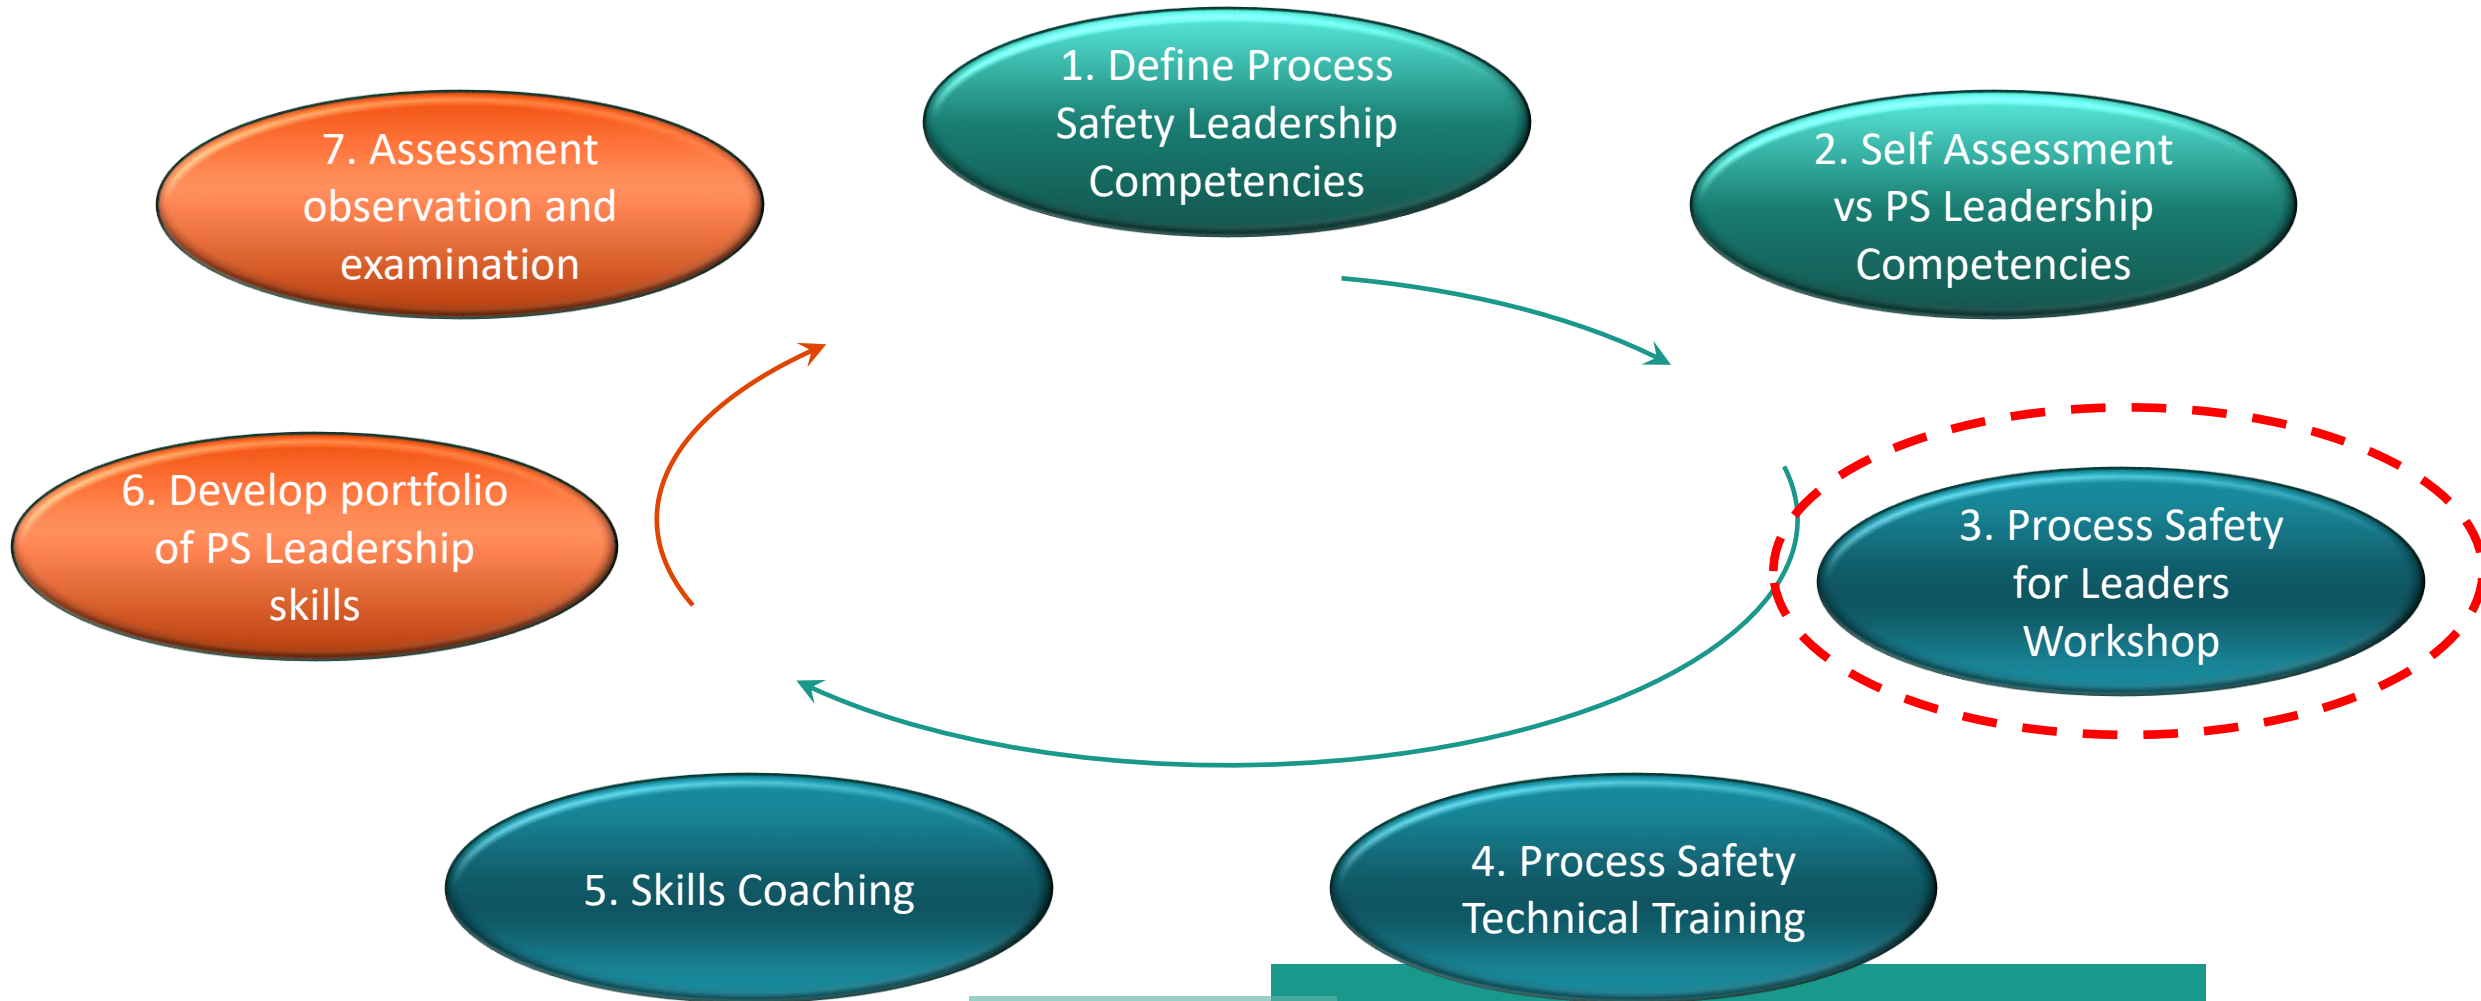 1. Define Process
Safety Leadership
Competencies
2. Self Assessment
vs PS Leadership
Competencies
3. Process Safety
for Leaders
Workshop
4. Process Safety
Technical Training
5. Skills Coaching
6. Develop portfolio
of PS Leadership
skills
7. Assessment
observation and
examination